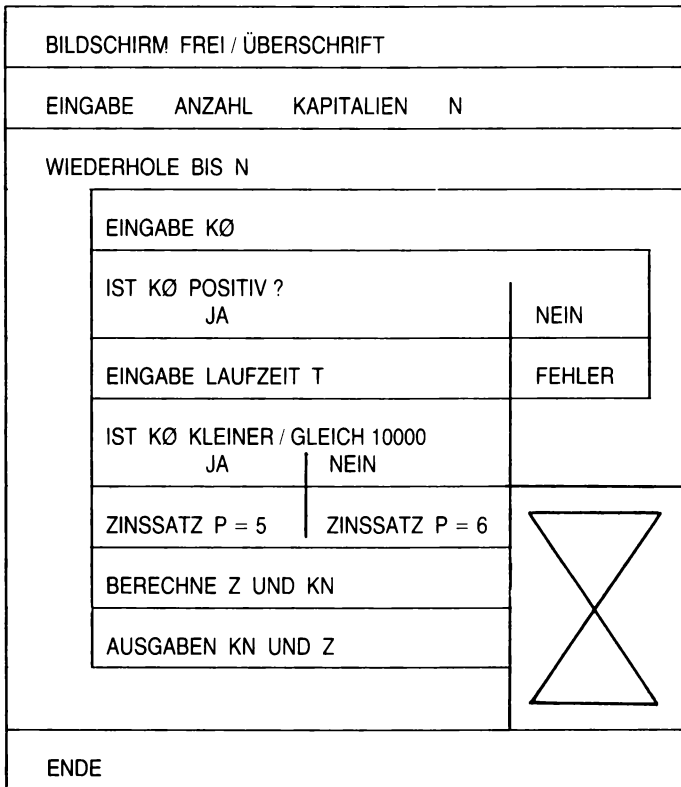 BILDSCHIRM FREI / ÜBERSCHRIFT
EINGABE ANZAHL KAPITALIEN N
WIEDERHOLE BIS N
EINGABE KØ
IST KØ POSITIV ?
JA NEIN
EINGABE LAUFZEIT T FEHLER
IST KØ KLEINER / GLEICH 10000
JA NEIN
ZINSSATZ P = 5 ZINSSATZ P = 6
BERECHNE Z UND KN
AUSGABEN KN UND Z
ENDE